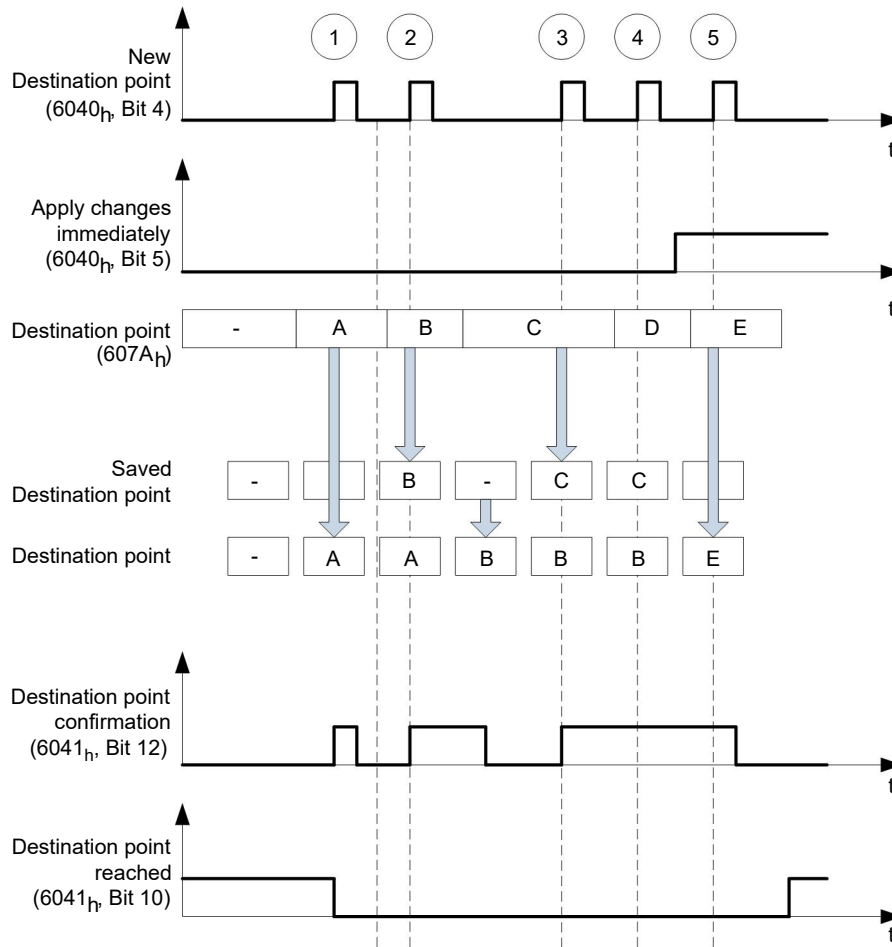 1 2 3 4 5
New
Destination point
(6040h, Bit 4)
t
Apply changes
immediately
(6040h, Bit 5)
t
Destination point
(607Ah)
- A B C D E
Saved
Destination point
- B - C C
Destination point
- A A B B B E
Destination point
confirmation
(6041h, Bit 12)
t
Destination point
reached
(6041h, Bit 10)
t